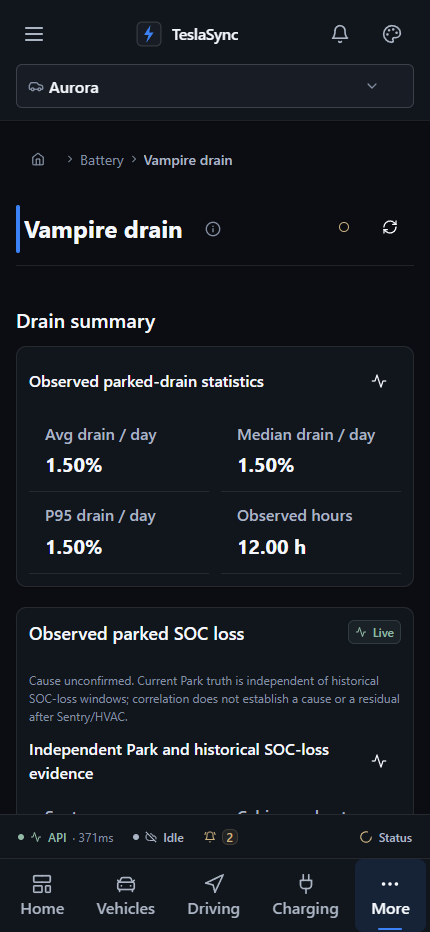 TeslaSync
Aurora
Battery Vampire drain
Vampire drain
Drain summary
Observed parked-drain statistics
Avg drain / day Median drain / day
1.50% 1.50%
P95 drain / day Observed hours
1.50% 12.00 h
Observed parked SOC loss Live
Cause unconfirmed. Current Park truth is independent of historical
SOC-loss windows; correlation does not establish a cause or a residual
after Sentry/HVAC.
Independent Park and historical SOC-loss
evidence
API · 371ms Idle 2 Status
Home Vehicles Driving Charging More